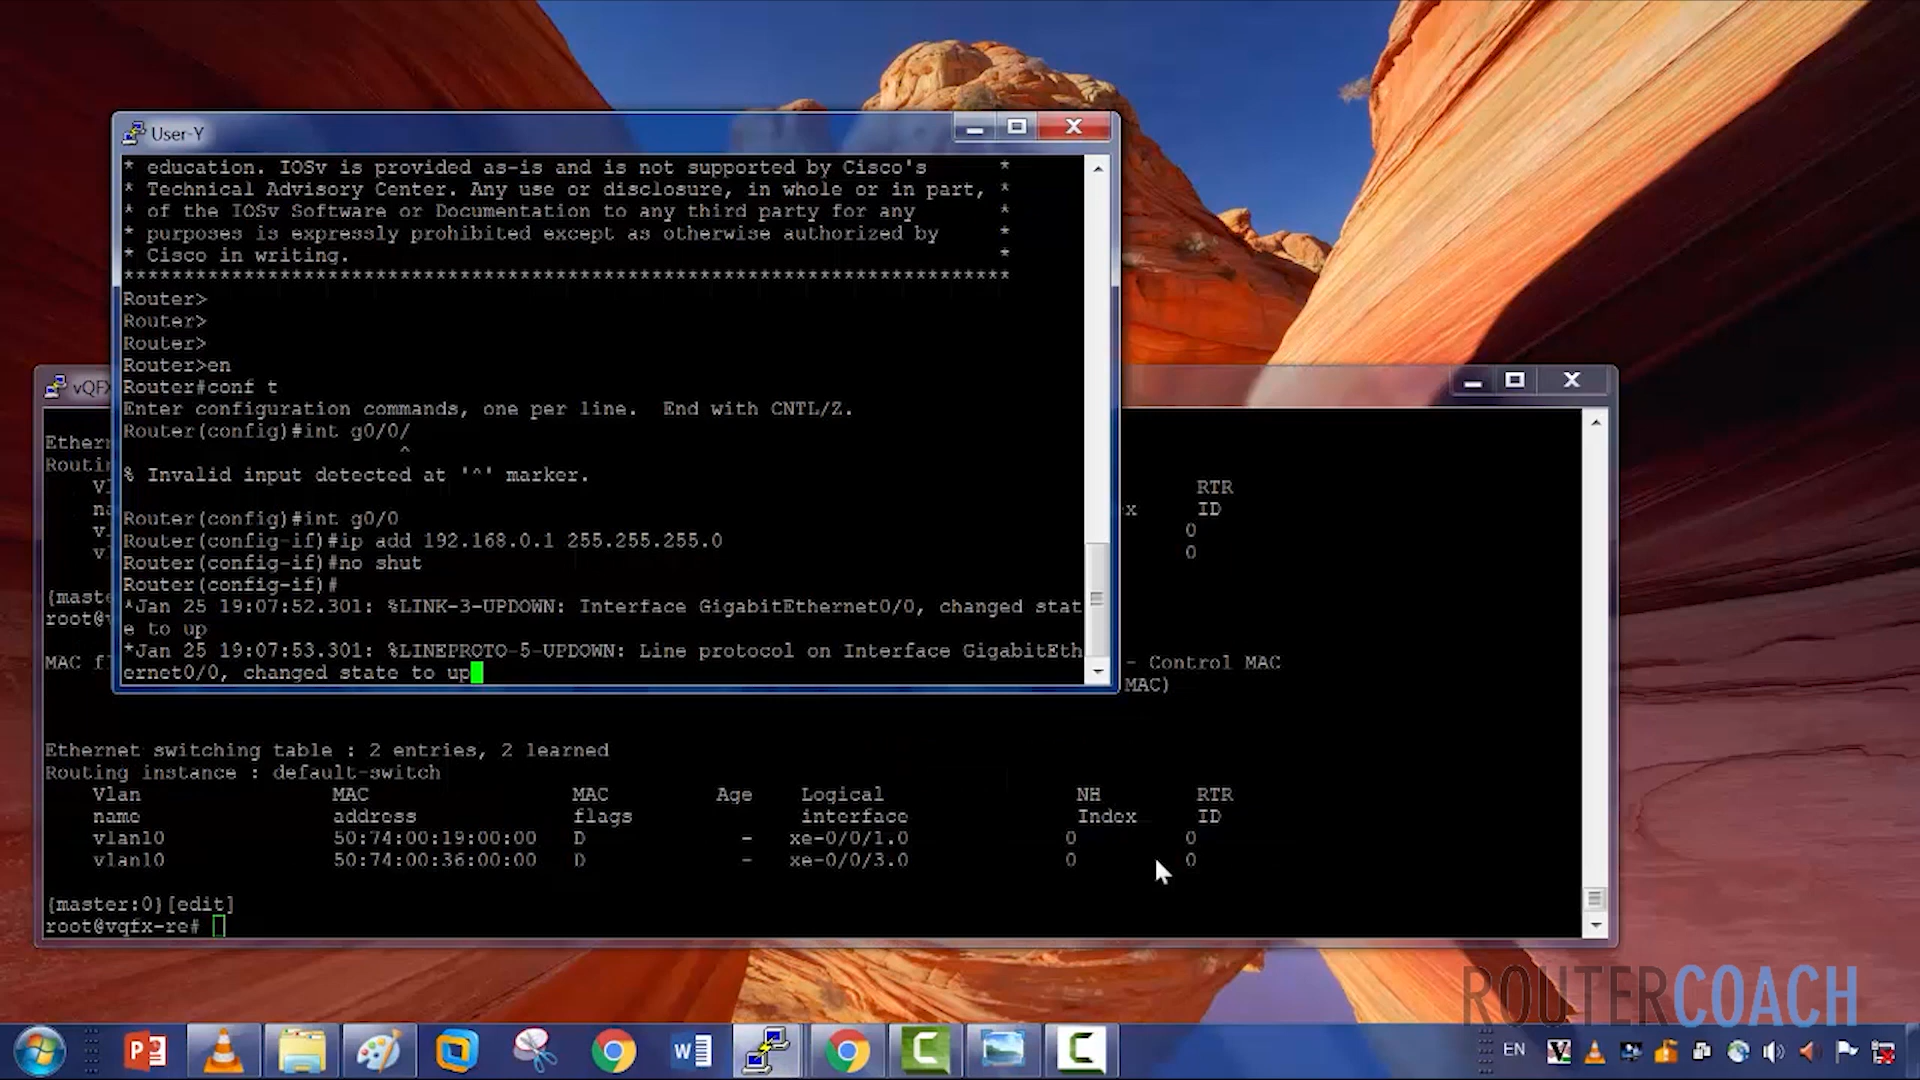 User-Y
* education. IOSv is provided as-is and is not supported by Cisco's *
* Technical Advisory Center. Any use or disclosure, in whole or in part, *
* of the IOSv Software or Documentation to any third party for any *
* purposes is expressly prohibited except as otherwise authorized by *
* Cisco in writing. *
**************************************************************************
Router>
Router>
Router>
Router>en
Router#conf t
Enter configuration commands, one per line.  End with CNTL/Z.
Router(config)#int g0/0/
^
% Invalid input detected at '^' marker.
Router(config)#int g0/0
Router(config-if)#ip add 192.168.0.1 255.255.255.0
Router(config-if)#no shut
Router(config-if)#
*Jan 25 19:07:52.301: %LINK-3-UPDOWN: Interface GigabitEthernet0/0, changed stat
e to up
*Jan 25 19:07:53.301: %LINEPROTO-5-UPDOWN: Line protocol on Interface GigabitEth
ernet0/0, changed state to up
vQFX
RTR
ID
0
0
{maste
MAC
- Control MAC
MAC)
Ethernet switching table : 2 entries, 2 learned
Routing instance : default-switch
Vlan MAC MAC Age Logical NH RTR
name address flags interface Index ID
vlan10 50:74:00:19:00:00 D - xe-0/0/1.0 0 0
vlan10 50:74:00:36:00:00 D - xe-0/0/3.0 0 0
{master:0}[edit]
root@vqfx-re#
ROUTERCOACH
EN